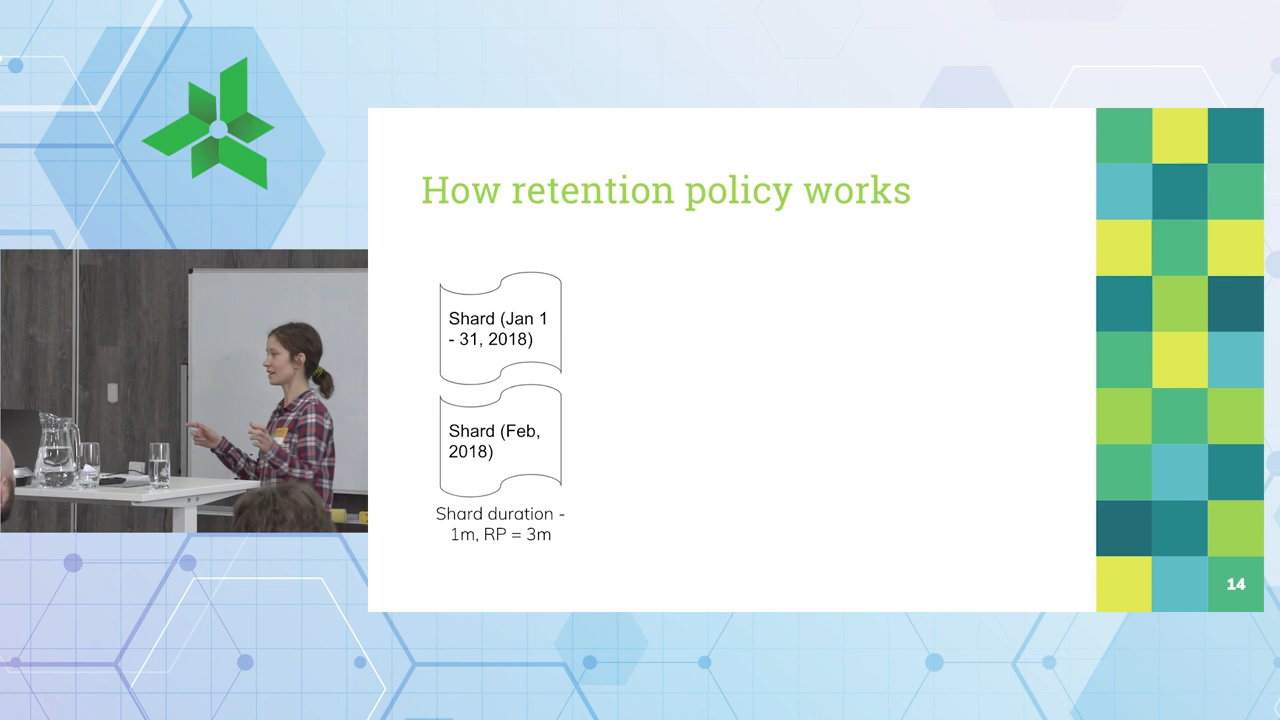 How retention policy works
Shard (Jan 1
- 31, 2018)
Shard (Feb,
2018)
Shard duration -
1m, RP = 3m
14